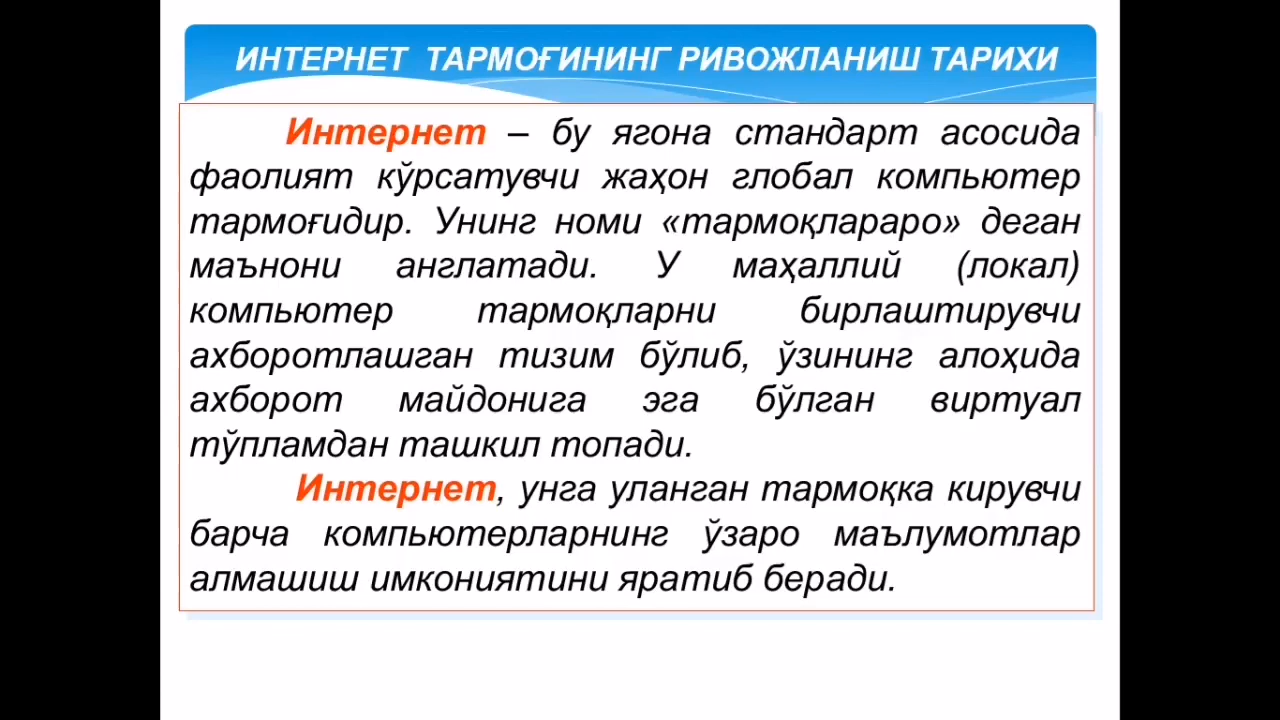 ИНТЕРНЕТ ТАРМОҒИНИНГ РИВОЖЛАНИШ ТАРИХИ
Интернет – бу ягона стандарт асосида
фаолият кўрсатувчи жаҳон глобал компьютер
тармоғидир. Унинг номи «тармоқлараро» деган
маънони англатади. У маҳаллий (локал)
компьютер тармоқларни бирлаштирувчи
ахборотлашган тизим бўлиб, ўзининг алоҳида
ахборот майдонига эга бўлган виртуал
тўпламдан ташкил топади.
Интернет, унга уланган тармоқка кирувчи
барча компьютерларнинг ўзаро маълумотлар
алмашиш имкониятини яратиб беради.